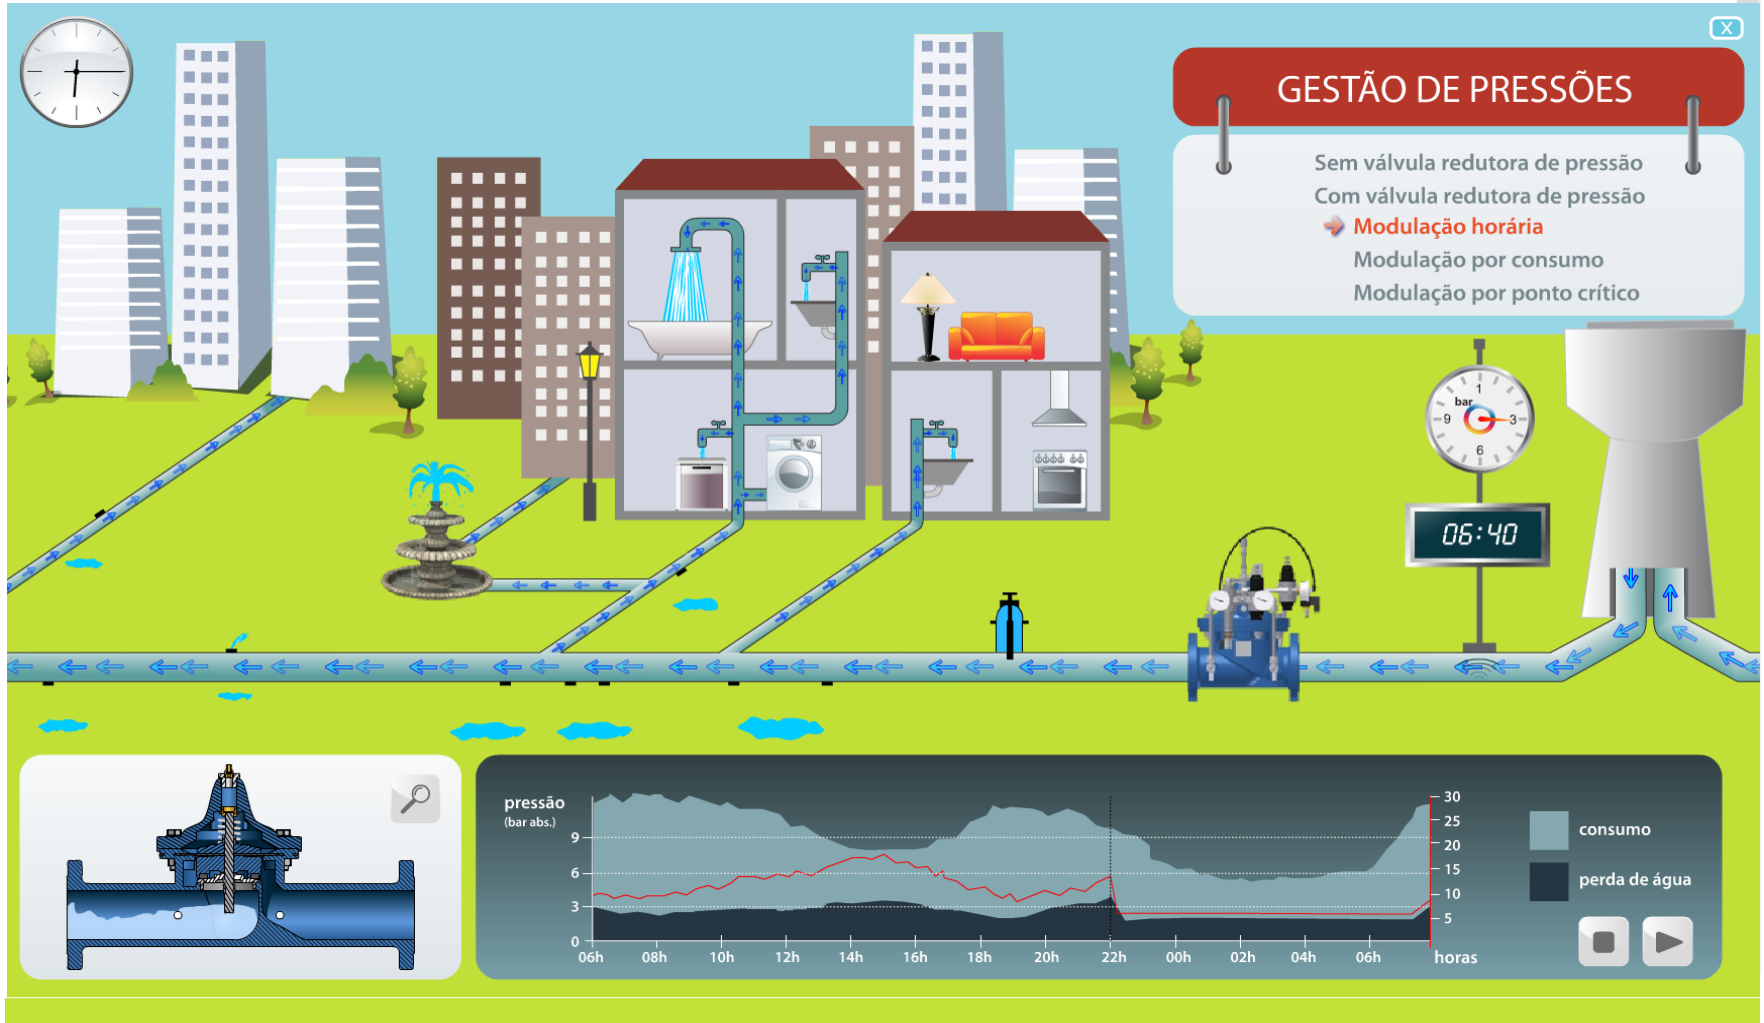 X
GESTÃO DE PRESSÕES
Sem válvula redutora de pressão
Com válvula redutora de pressão
Modulação horária
Modulação por consumo
Modulação por ponto crítico
1
bar
9
3
6
06:40
pressão
(bar abs.)
9
6
3
0
06h 08h 10h 12h 14h 16h 18h 20h 22h 00h 02h 04h 06h
horas
30
25
20
15
10
5
consumo
perda de água